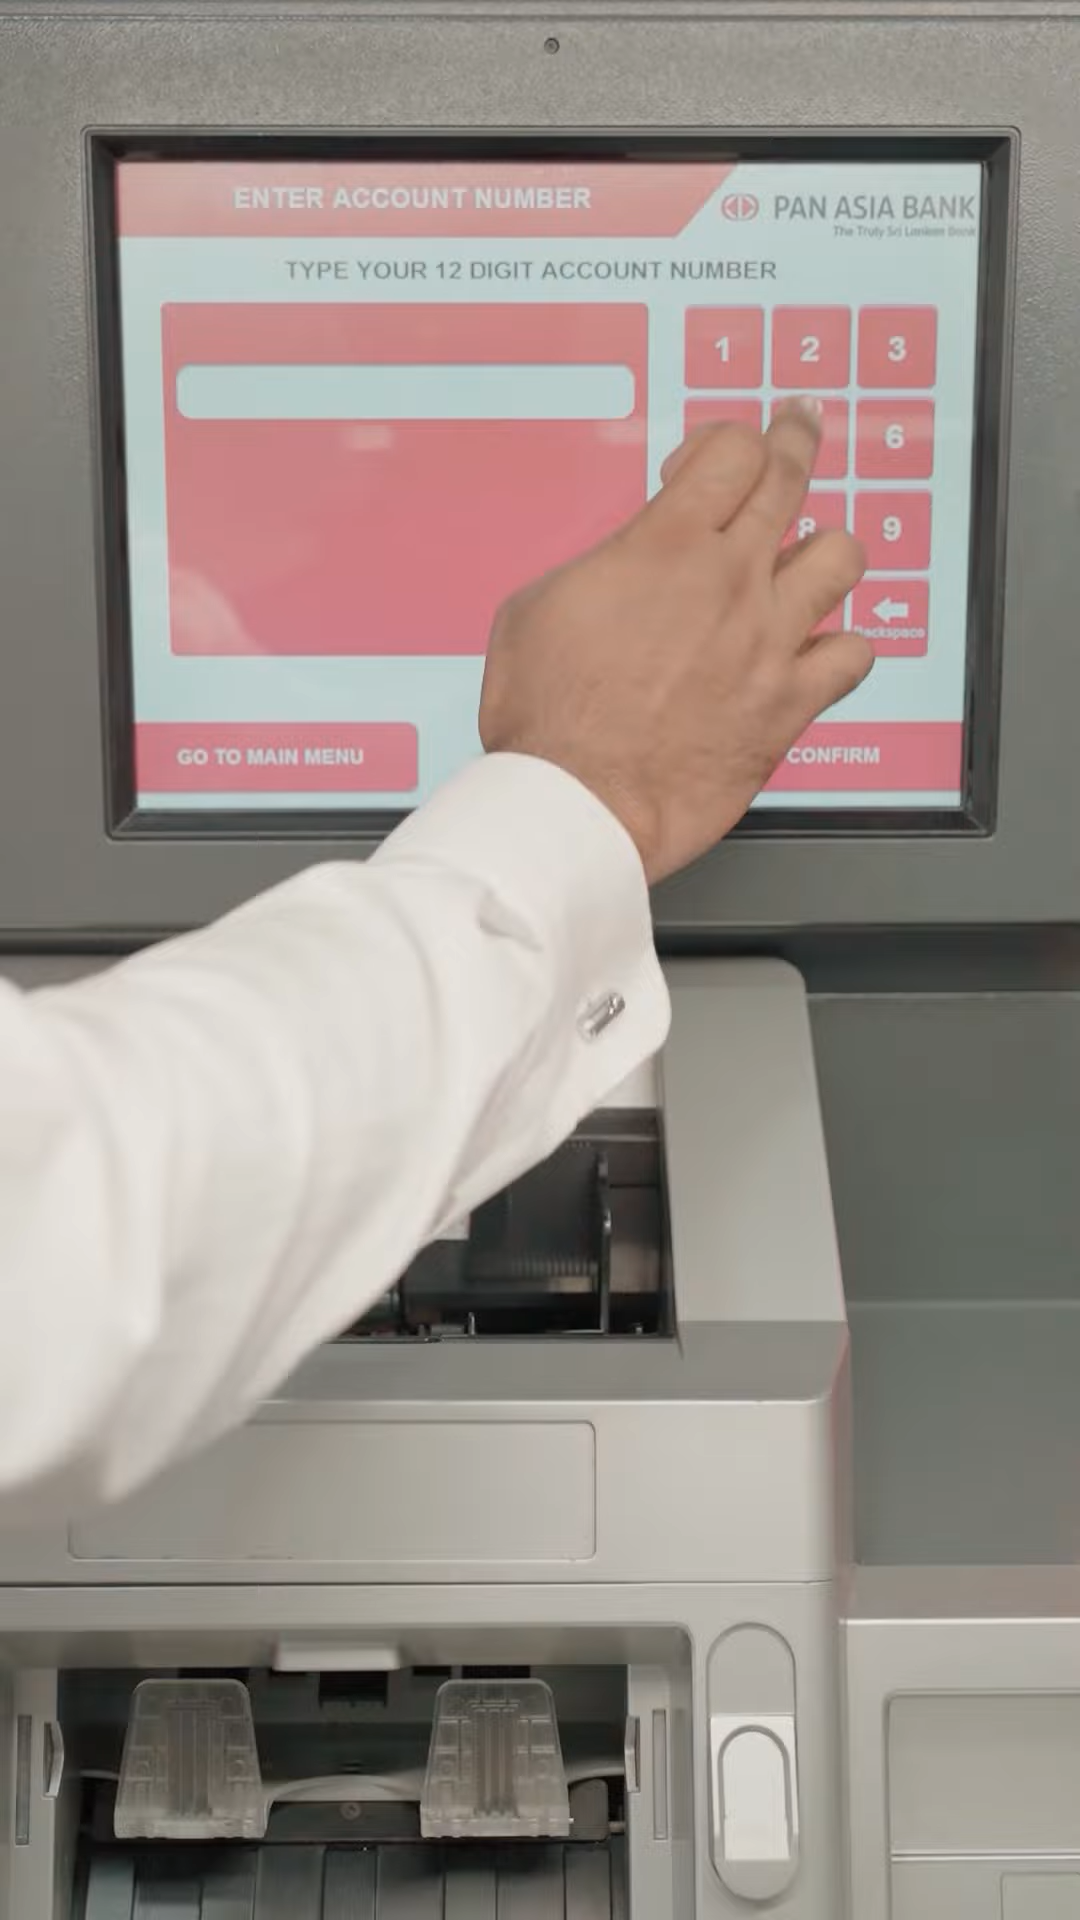 ENTER ACCOUNT NUMBER
PAN ASIA BANK
The Truly Sri Lankan Bank
TYPE YOUR 12 DIGIT ACCOUNT NUMBER
1 2 3
6
8 9
Backspace
GO TO MAIN MENU
CONFIRM